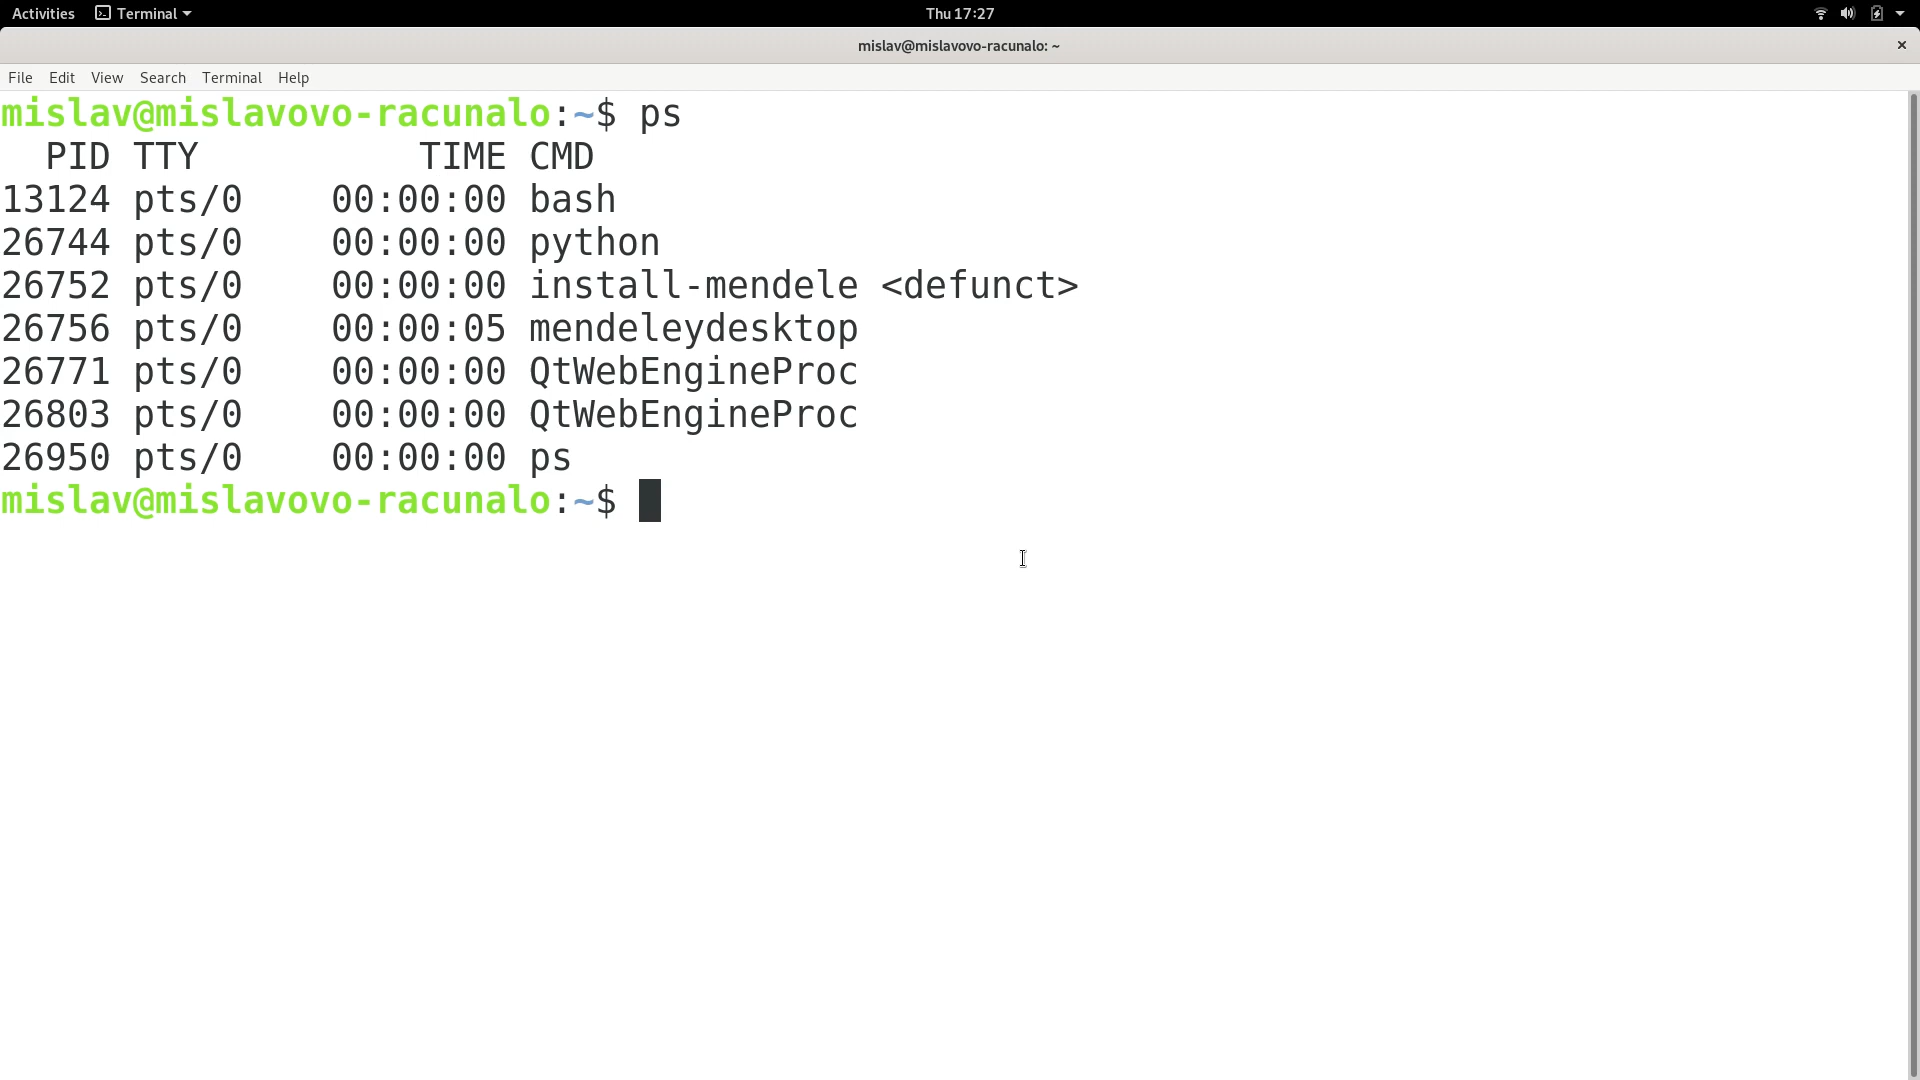 Activities Terminal Thu 17:27
mislav@mislavovo-racunalo: ~ ×
File Edit View Search Terminal Help
mislav@mislavovo-racunalo:~$ ps
  PID TTY          TIME CMD
13124 pts/0    00:00:00 bash
26744 pts/0    00:00:00 python
26752 pts/0    00:00:00 install-mendele <defunct>
26756 pts/0    00:00:05 mendeleydesktop
26771 pts/0    00:00:00 QtWebEngineProc
26803 pts/0    00:00:00 QtWebEngineProc
26950 pts/0    00:00:00 ps
mislav@mislavovo-racunalo:~$